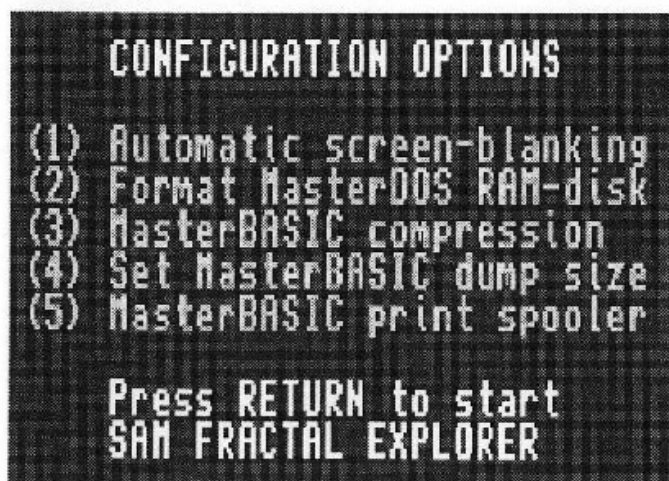 CONFIGURATION OPTIONS
(1) Automatic screen-blanking
(2) Format MasterDOS RAM-disk
(3) MasterBASIC compression
(4) Set MasterBASIC dump size
(5) MasterBASIC print spooler
Press RETURN to start
SAM FRACTAL EXPLORER